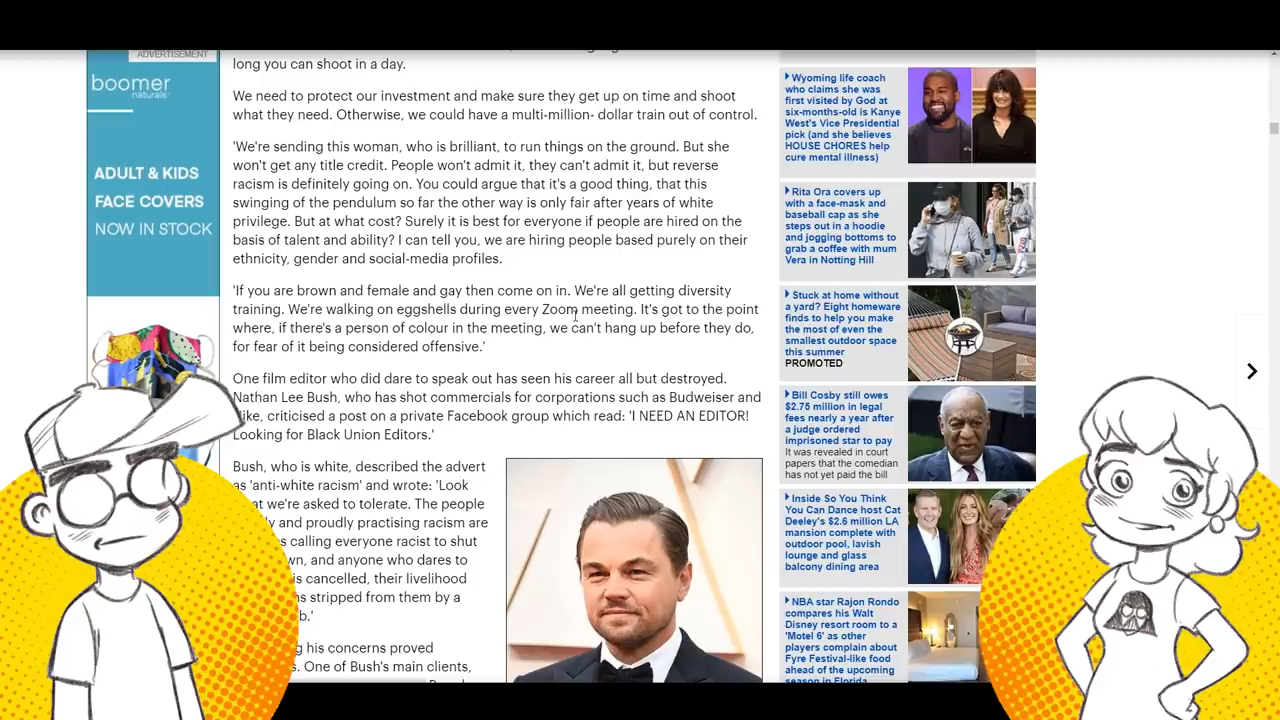 ADVERTISEMENT
boomer
naturals
ADULT & KIDS
FACE COVERS
NOW IN STOCK
long you can shoot in a day.
We need to protect our investment and make sure they get up on time and shoot
what they need. Otherwise, we could have a multi-million- dollar train out of control.
'We're sending this woman, who is brilliant, to run things on the ground. But she
won't get any title credit. People won't admit it, they can't admit it, but reverse
racism is definitely going on. You could argue that it's a good thing, that this
swinging of the pendulum so far the other way is only fair after years of white
privilege. But at what cost? Surely it is best for everyone if people are hired on the
basis of talent and ability? I can tell you, we are hiring people based purely on their
ethnicity, gender and social-media profiles.
'If you are brown and female and gay then come on in. We're all getting diversity
training. We're walking on eggshells during every Zoom meeting. It's got to the point
where, if there's a person of colour in the meeting, we can't hang up before they do,
for fear of it being considered offensive.'
One film editor who did dare to speak out has seen his career all but destroyed.
Nathan Lee Bush, who has shot commercials for corporations such as Budweiser and
ike, criticised a post on a private Facebook group which read: 'I NEED AN EDITOR!
Looking for Black Union Editors.'
Bush, who is white, described the advert
as 'anti-white racism' and wrote: 'Look
at we're asked to tolerate. The people
ly and proudly practising racism are
s calling everyone racist to shut
wn, and anyone who dares to
is cancelled, their livelihood
ns stripped from them by a
b.'
g his concerns proved
s. One of Bush's main clients,
Wyoming life coach
who claims she was
first visited by God at
six-months-old is Kanye
West's Vice Presidential
pick (and she believes
HOUSE CHORES help
cure mental illness)
Rita Ora covers up
with a face-mask and
baseball cap as she
steps out in a hoodie
and jogging bottoms to
grab a coffee with mum
Vera in Notting Hill
Stuck at home without
a yard? Eight homeware
finds to help you make
the most of even the
smallest outdoor space
this summer
PROMOTED
Bill Cosby still owes
$2.75 million in legal
fees nearly a year after
a judge ordered
imprisoned star to pay
It was revealed in court
papers that the comedian
has not yet paid the bill
Inside So You Think
You Can Dance host Cat
Deeley's $2.6 million LA
mansion complete with
outdoor pool, lavish
lounge and glass
balcony dining area
NBA star Rajon Rondo
compares his Walt
Disney resort room to a
'Motel 6' as other
players complain about
Fyre Festival-like food
ahead of the upcoming
season in Florida